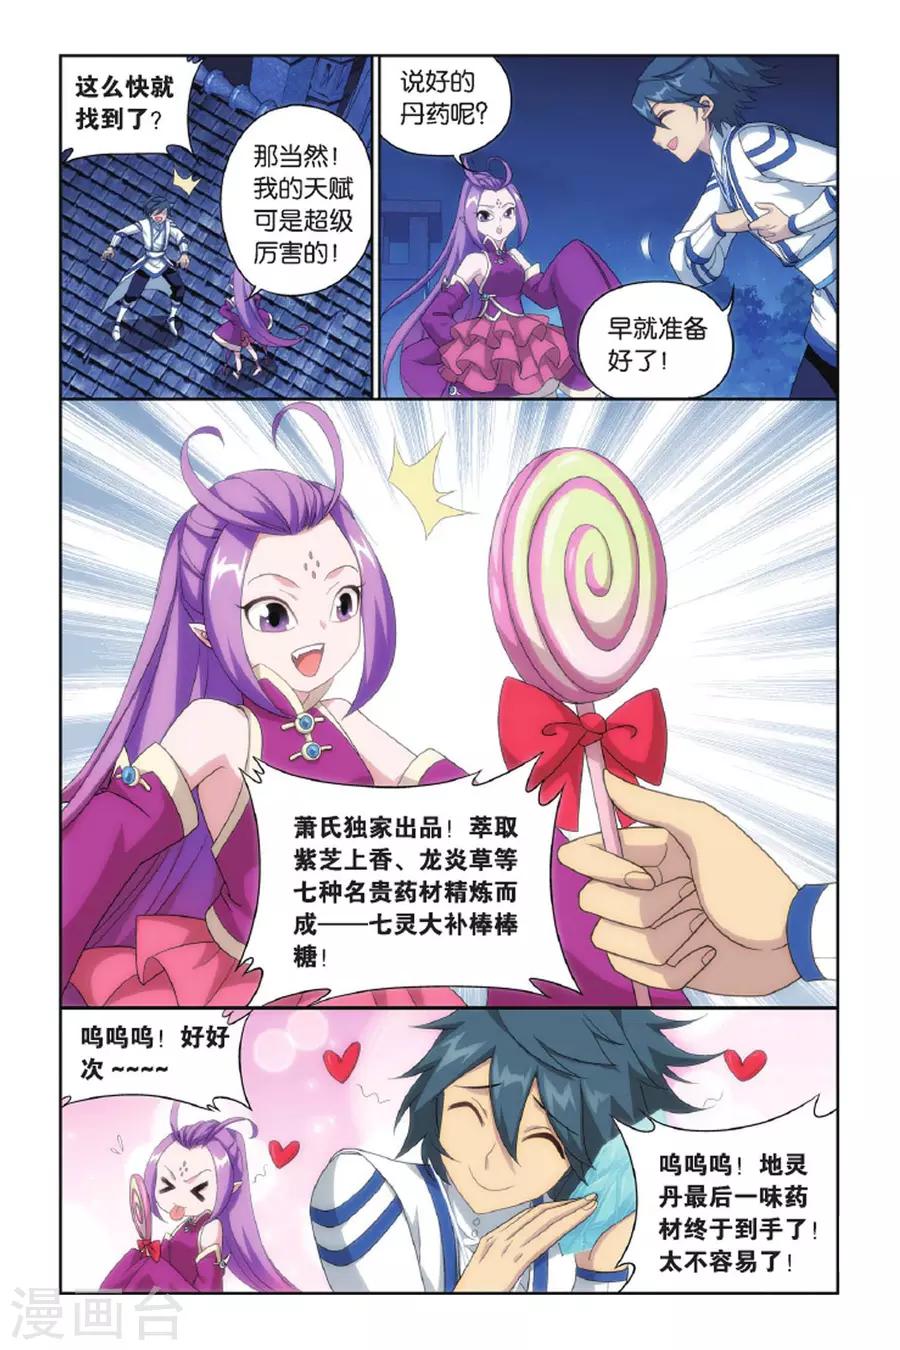 这么快就
找到了？
那当然！
我的天赋
可是超级
厉害的！
说好的
丹药呢？
早就准备
好了！
萧氏独家出品！萃取
紫芝上香、龙炎草等
七种名贵药材精炼而
成——七灵大补棒棒
糖！
呜呜呜！好好
次~~~~
呜呜呜！地灵
丹最后一味药
材终于到手了！
太不容易了！
漫画台